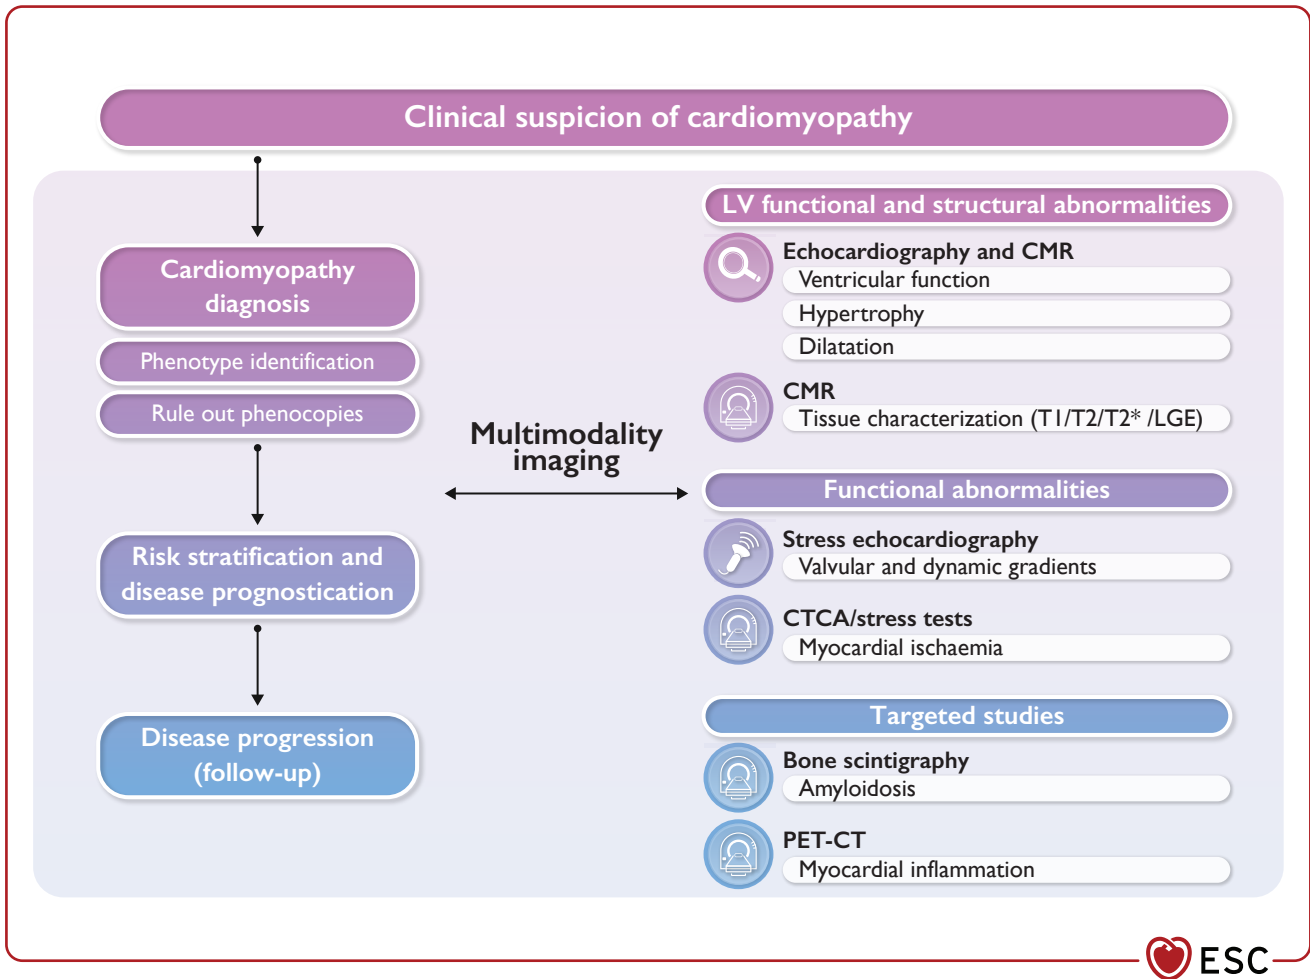 Clinical suspicion of cardiomyopathy
Cardiomyopathy
diagnosis
Phenotype identification
Rule out phenocopies
Risk stratification and
disease prognostication
Disease progression
(follow-up)
Multimodality
imaging
LV functional and structural abnormalities
Echocardiography and CMR
Ventricular function
Hypertrophy
Dilatation
CMR
Tissue characterization (T1/T2/T2* /LGE)
Functional abnormalities
Stress echocardiography
Valvular and dynamic gradients
CTCA/stress tests
Myocardial ischaemia
Targeted studies
Bone scintigraphy
Amyloidosis
PET-CT
Myocardial inflammation
ESC